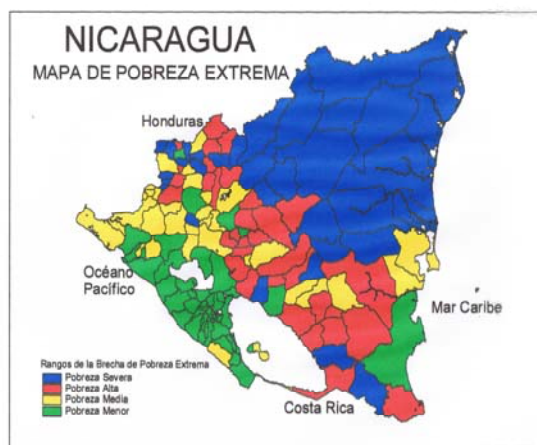 NICARAGUA
MAPA DE POBREZA EXTREMA
Honduras
Océano
Pacífico
Mar Caribe
Costa Rica
Rangos de la Brecha de Pobreza Extrema
Pobreza Severa
Pobreza Alta
Pobreza Media
Pobreza Menor